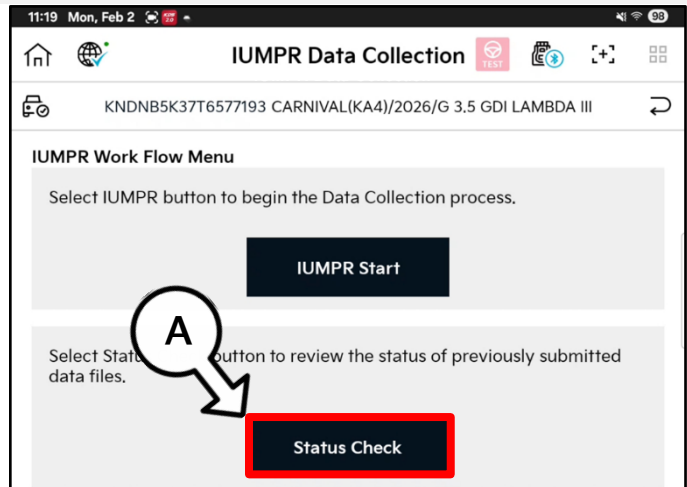 11:19 Mon, Feb 2 98
IUMPR Data Collection TEST [+]
KNDNB5K37T6577193 CARNIVAL(KA4)/2026/G 3.5 GDI LAMBDA III
IUMPR Work Flow Menu
Select IUMPR button to begin the Data Collection process.
IUMPR Start
A
Select Stat utton to review the status of previously submitted
data files.
Status Check